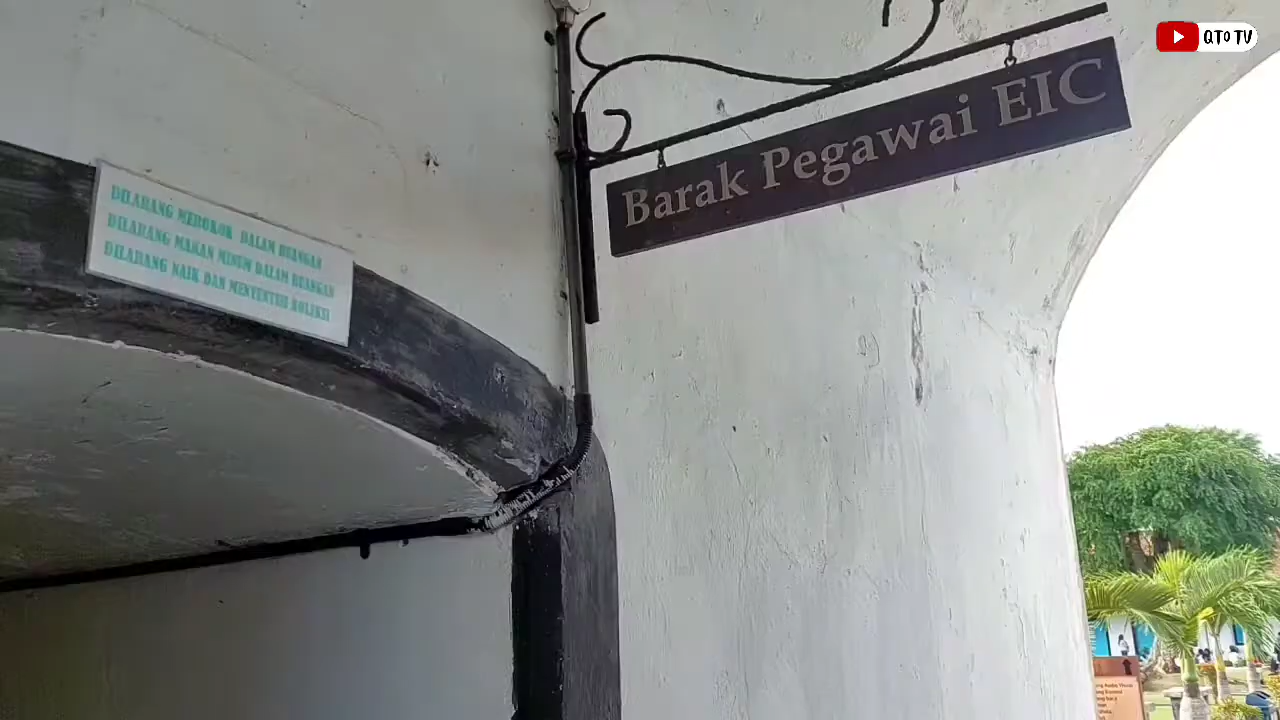 QTO TV
Barak Pegawai EIC
DILARANG MEROKOK DALAM RUANGAN
DILARANG MAKAN MINUM DALAM RUANGAN
DILARANG NAIK DAN MENYENTUH KOLEKSI